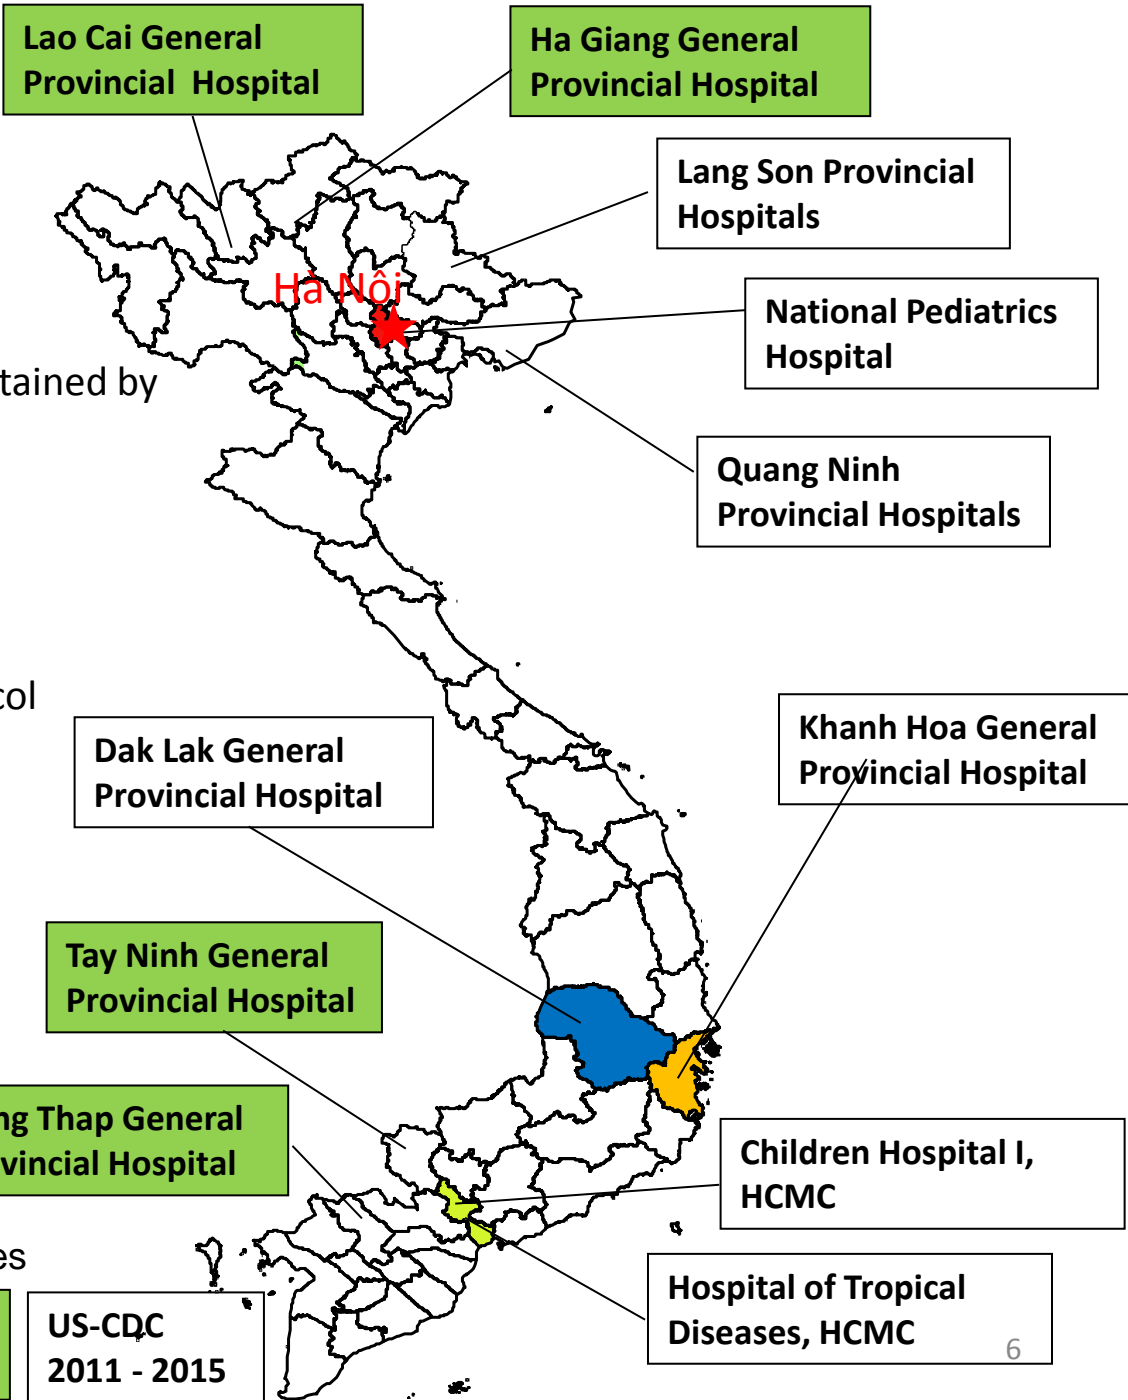 Lao Cai General
Provincial Hospital
Ha Giang General
Provincial Hospital
Lang Son Provincial
Hospitals
Hà Nôi
National Pediatrics
Hospital
tained by
Quang Ninh
Provincial Hospitals
col
Dak Lak General
Provincial Hospital
Khanh Hoa General
Provincial Hospital
Tay Ninh General
Provincial Hospital
ng Thap General
vincial Hospital
Children Hospital I,
HCMC
es
Hospital of Tropical
Diseases, HCMC
US-CDC
2011 - 2015
6